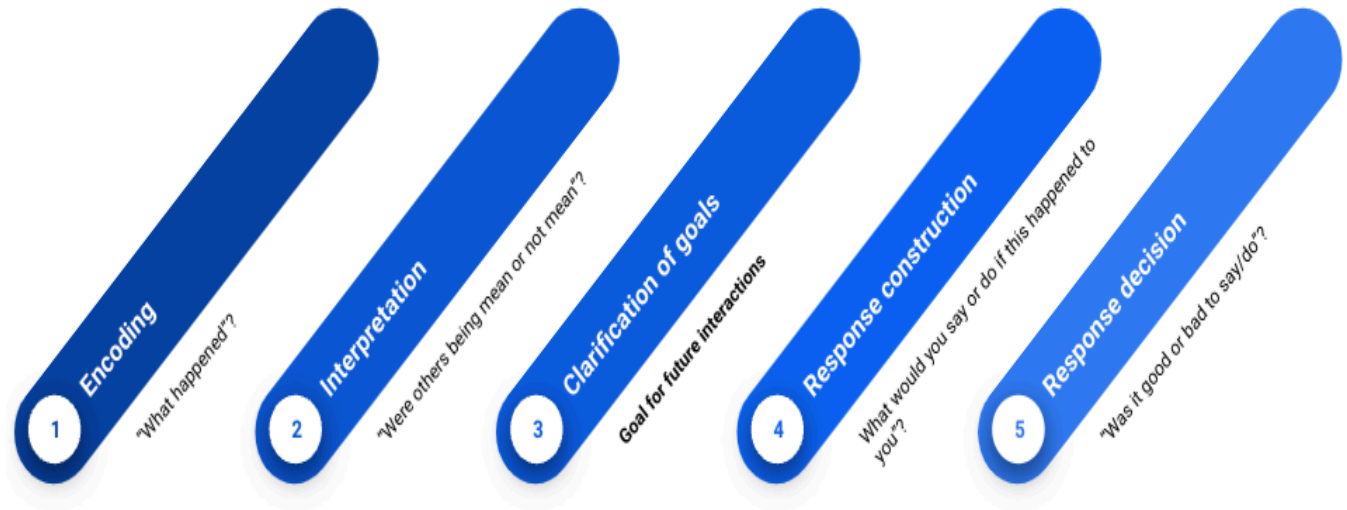 1
Encoding
"What happened"?
2
Interpretation
"Were others being mean or not mean"?
3
Clarification of goals
Goal for future interactions
4
Response construction
What would you say or do if this happened to
you"?
5
Response decision
"Was it good or bad to say/do"?